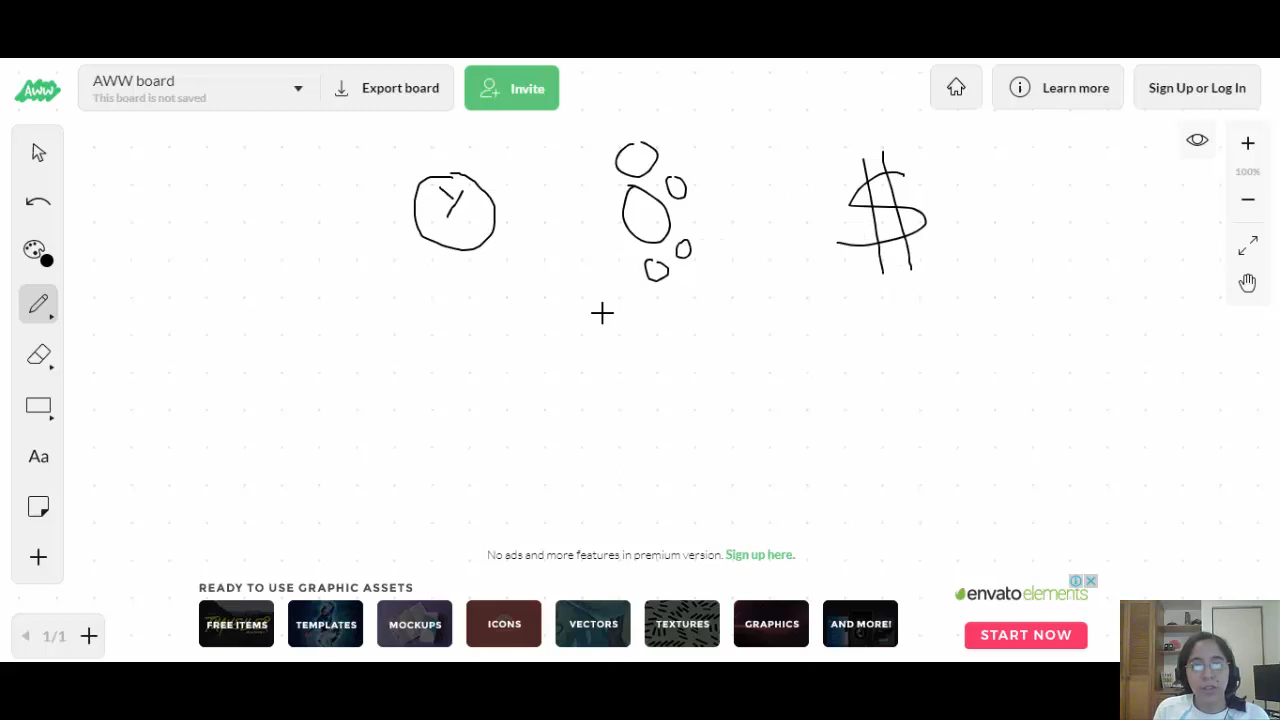 AWW
AWW board
This board is not saved
Export board
Invite
Learn more
Sign Up or Log In
100%
$
Aa
No ads and more features in premium version. Sign up here.
READY TO USE GRAPHIC ASSETS
FREE ITEMS
TEMPLATES
MOCKUPS
ICONS
VECTORS
TEXTURES
GRAPHICS
AND MORE!
envatoelements
START NOW
1/1